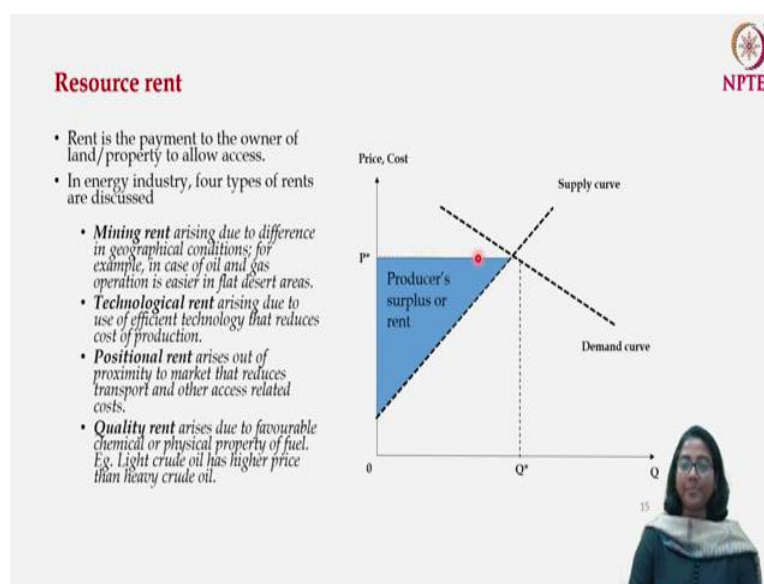 NPTE
Resource rent
• Rent is the payment to the owner of
land/property to allow access.
• In energy industry, four types of rents
are discussed
• Mining rent arising due to difference
in geographical conditions; for
example, in case of oil and gas
operation is easier in flat desert areas.
• Technological rent arising due to
use of efficient technology that reduces
cost of production.
• Positional rent arises out of
proximity to market that reduces
transport and other access related
costs.
• Quality rent arises due to favourable
chemical or physical property of fuel.
Eg. Light crude oil has higher price
than heavy crude oil.
Price, Cost
Supply curve
P*
Producer's
surplus or
rent
Demand curve
0
Q*
Q
15